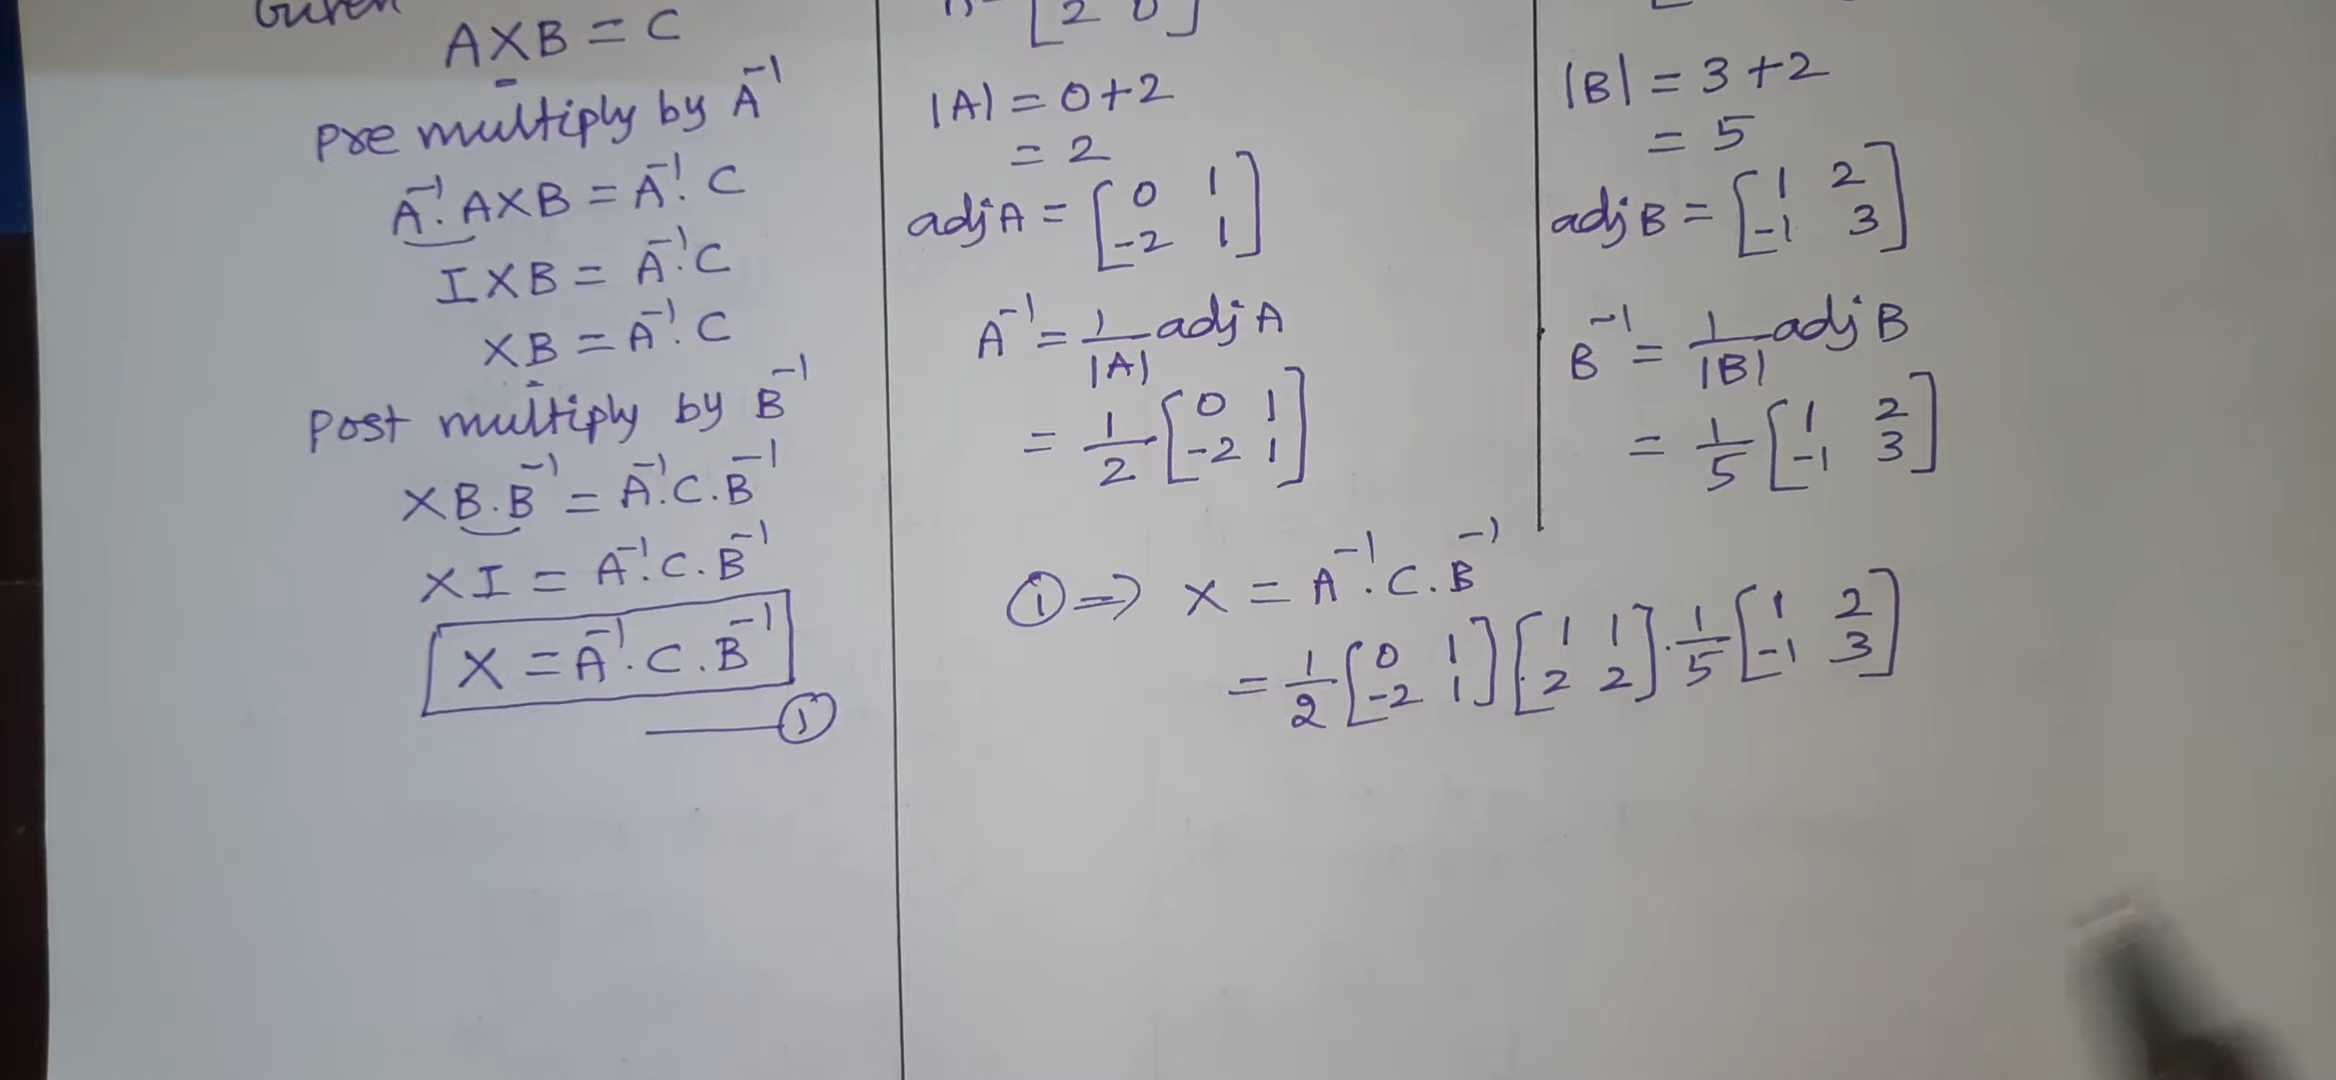 Given
AXB = C
Pre multiply by A⁻¹
A⁻¹. AXB = A⁻¹. C
IXB = A⁻¹. C
XB = A⁻¹. C
Post multiply by B⁻¹
XB.B⁻¹ = A⁻¹.C.B⁻¹
XI = A⁻¹.C.B⁻¹
X = A⁻¹.C.B⁻¹
①
[2 0]
|A| = 0+2
= 2
adj A = [0 1
-2 1]
A⁻¹ = 1/|A| adj A
= 1/2 [0 1
-2 1]
|B| = 3+2
= 5
adj B = [1 2
-1 3]
B⁻¹ = 1/|B| adj B
= 1/5 [1 2
-1 3]
① ⇒ X = A⁻¹.C.B⁻¹
= 1/2 [0 1 [1 1 . 1/5 [1 2
-2 1] 2 2] -1 3]